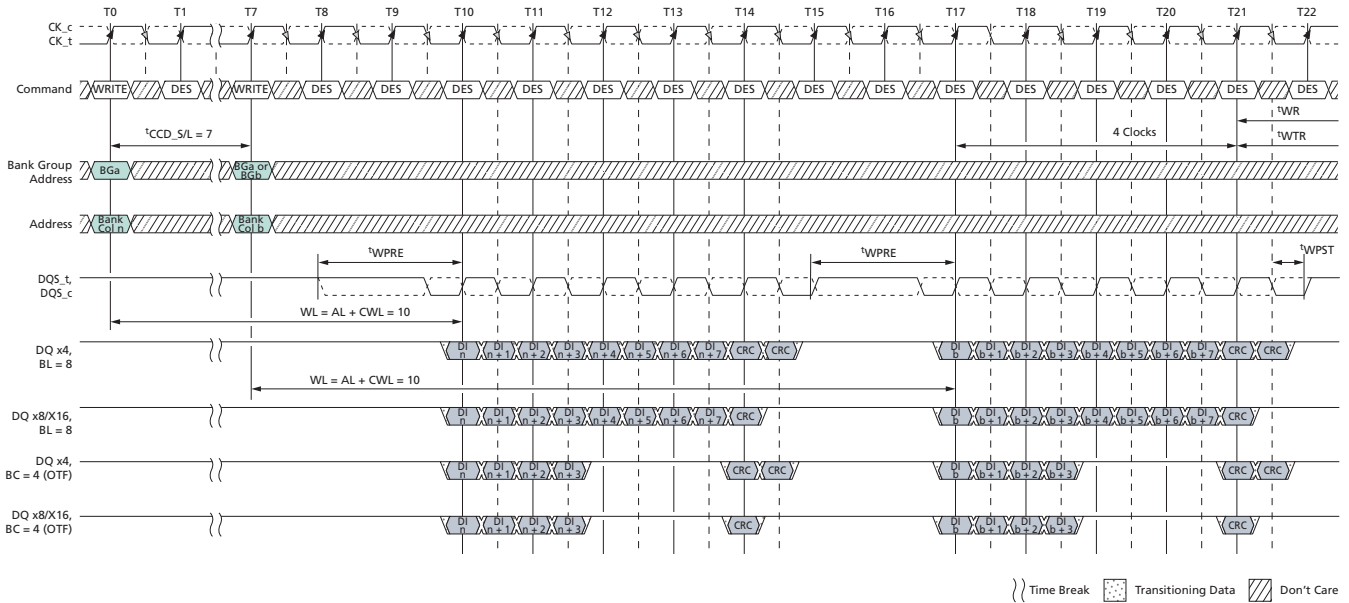 T0 T1 T7 T8 T9 T10 T11 T12 T13 T14 T15 T16 T17 T18 T19 T20 T21 T22
CK_c
CK_t
Command WRITE DES WRITE DES DES DES DES DES DES DES DES DES DES DES DES DES DES DES
tWR
tCCD_S/L = 7
4 Clocks
tWTR
Bank Group
Address
BGa
BGa or
BGb
Address
Bank
Col n
Bank
Col b
tWPRE tWPRE tWPST
DQS_t,
DQS_c
WL = AL + CWL = 10
DQ x4,
BL = 8
DI n DI n + 1 DI n + 2 DI n + 3 DI n + 4 DI n + 5 DI n + 6 DI n + 7 CRC CRC DI b DI b + 1 DI b + 2 DI b + 3 DI b + 4 DI b + 5 DI b + 6 DI b + 7 CRC CRC
WL = AL + CWL = 10
DQ x8/X16,
BL = 8
DI n DI n + 1 DI n + 2 DI n + 3 DI n + 4 DI n + 5 DI n + 6 DI n + 7 CRC DI b DI b + 1 DI b + 2 DI b + 3 DI b + 4 DI b + 5 DI b + 6 DI b + 7 CRC
DQ x4,
BC = 4 (OTF)
DI n DI n + 1 DI n + 2 DI n + 3 CRC CRC DI b DI b + 1 DI b + 2 DI b + 3 CRC CRC
DQ x8/X16,
BC = 4 (OTF)
DI n DI n + 1 DI n + 2 DI n + 3 CRC DI b DI b + 1 DI b + 2 DI b + 3 CRC
Time Break Transitioning Data Don't Care